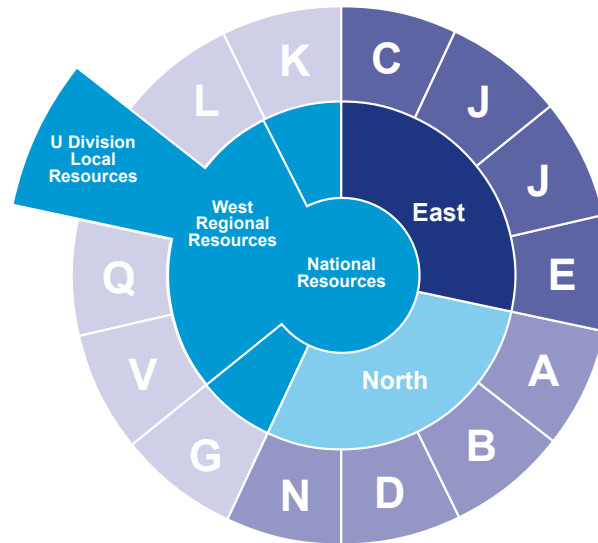 K
C
L
J
U Division
Local
Resources
J
West
Regional
Resources
East
National
Resources
Q
E
V
North
A
G
B
N
D